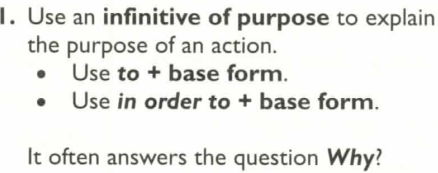 1. Use an infinitive of purpose to explain
the purpose of an action.
• Use to + base form.
• Use in order to + base form.
It often answers the question Why?